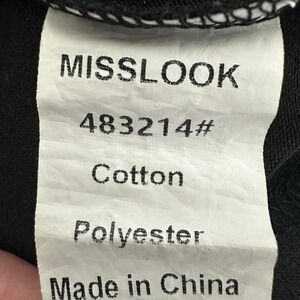 MISSLOOK
483214#
Cotton
Polyester
Made in China